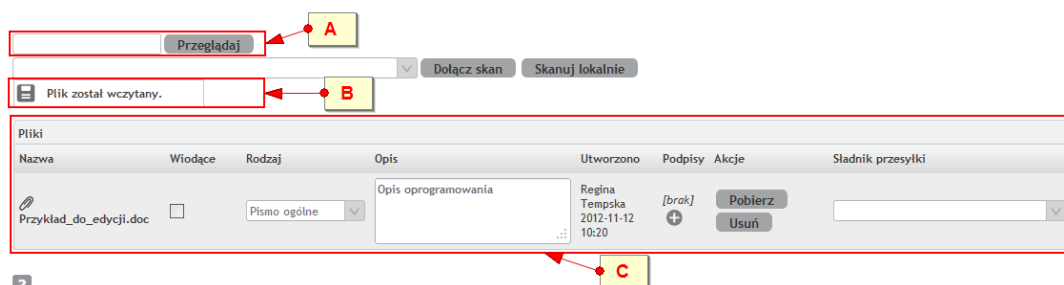 A
Przeglądaj
Dołącz skan Skanuj lokalnie
Plik został wczytany. B
Pliki
Nazwa Wiodące Rodzaj Opis Utworzono Podpisy Akcje Sładnik przesyłki
Przykład_do_edycji.doc Pismo ogólne Opis oprogramowania Regina Tempska 2012-11-12 10:20 [brak] Pobierz Usuń
C
?